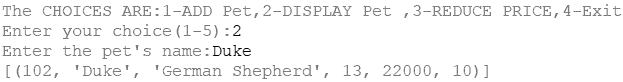 The CHOICES ARE:1-ADD Pet,2-DISPLAY Pet ,3-REDUCE PRICE,4-Exit
Enter your choice(1-5):2
Enter the pet's name:Duke
[(102, 'Duke', 'German Shepherd', 13, 22000, 10)]